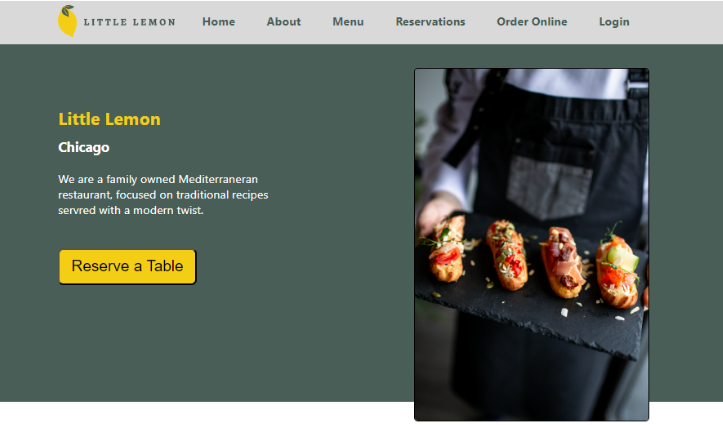 LITTLE LEMON Home About Menu Reservations Order Online Login
Little Lemon
Chicago
We are a family owned Mediterraneran
restaurant, focused on traditional recipes
servred with a modern twist.
Reserve a Table